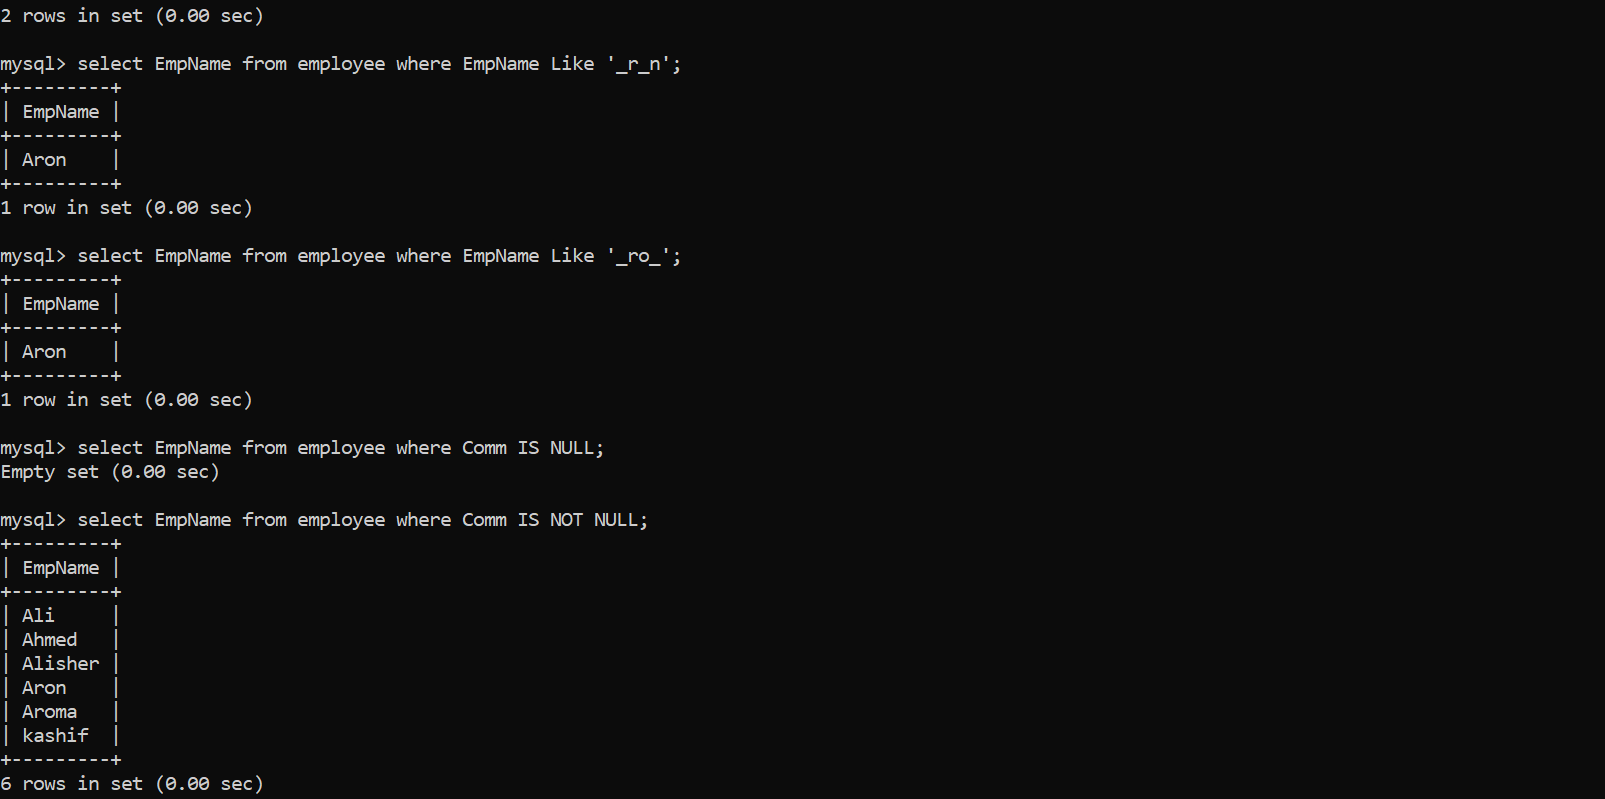 2 rows in set (0.00 sec)
mysql> select EmpName from employee where EmpName Like '_r_n';
+---------+
| EmpName |
+---------+
| Aron    |
+---------+
1 row in set (0.00 sec)
mysql> select EmpName from employee where EmpName Like '_ro_';
+---------+
| EmpName |
+---------+
| Aron    |
+---------+
1 row in set (0.00 sec)
mysql> select EmpName from employee where Comm IS NULL;
Empty set (0.00 sec)
mysql> select EmpName from employee where Comm IS NOT NULL;
+---------+
| EmpName |
+---------+
| Ali     |
| Ahmed   |
| Alisher |
| Aron    |
| Aroma   |
| kashif  |
+---------+
6 rows in set (0.00 sec)